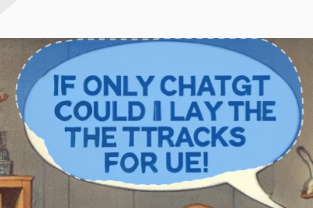 IF ONLY CHATGT
COULD I LAY THE
THE TTRACKS
FOR UE!